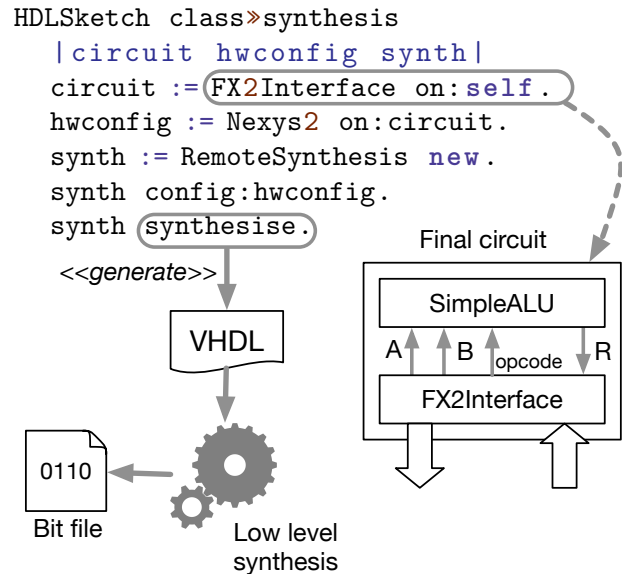 HDLSketch class»synthesis
|circuit hwconfig synth|
circuit := FX2Interface on:self.
hwconfig := Nexys2 on:circuit.
synth := RemoteSynthesis new.
synth config:hwconfig.
synth synthesise.
<<generate>>
VHDL
0110
Bit file
Low level
synthesis
Final circuit
SimpleALU
A B opcode R
FX2Interface